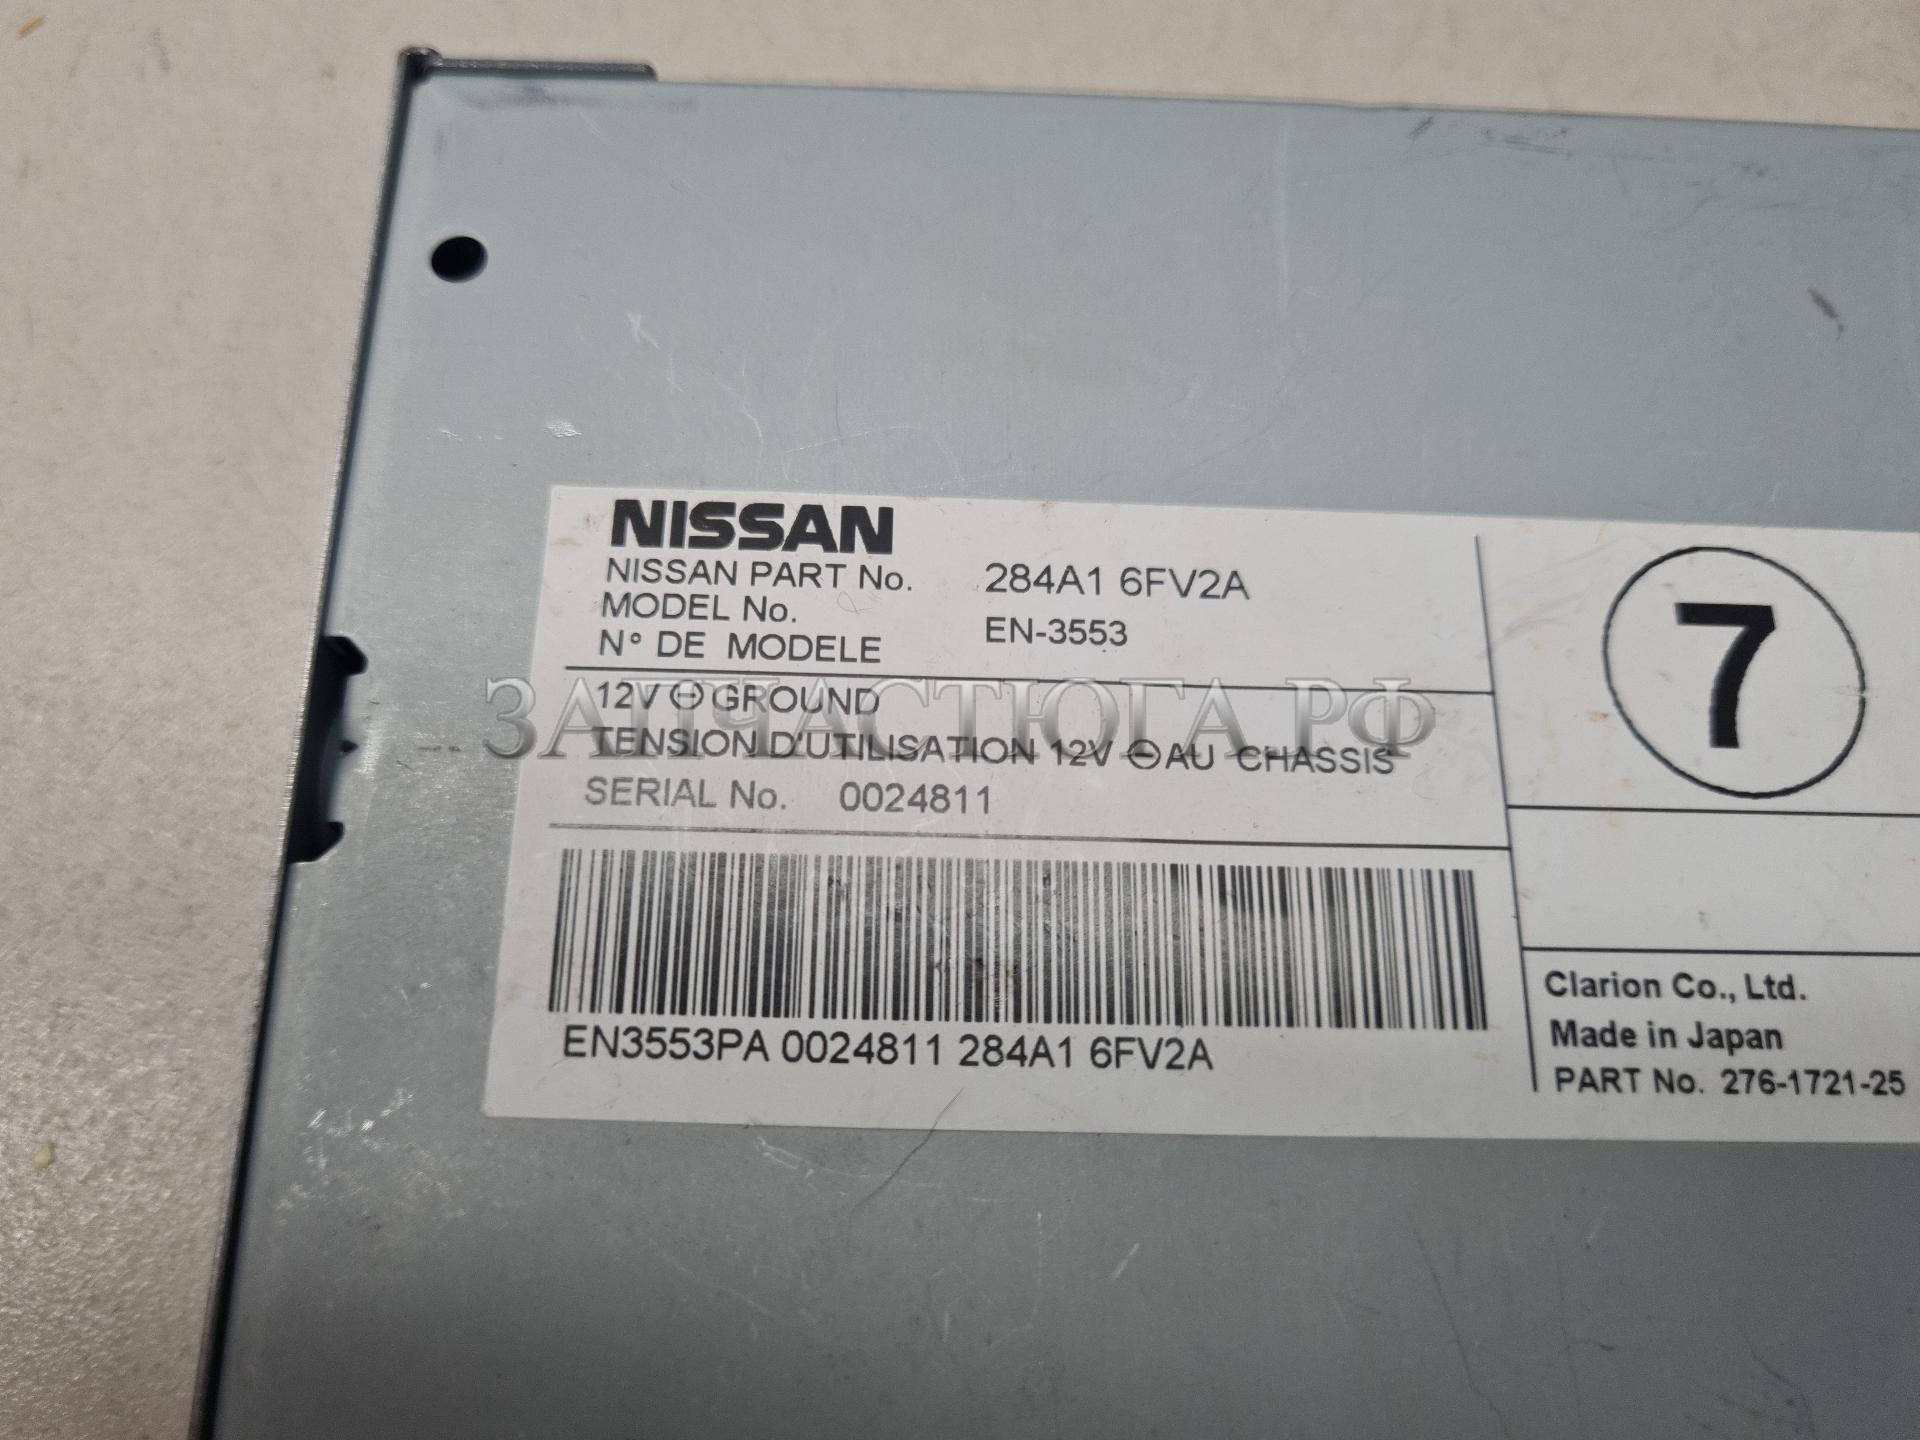 NISSAN
NISSAN PART No. 284A1 6FV2A
MODEL No.
N° DE MODELE EN-3553
12V ⊖ GROUND
TENSION D'UTILISATION 12V ⊖ AU CHASSIS
SERIAL No. 0024811
EN3553PA 0024811 284A1 6FV2A
7
Clarion Co., Ltd.
Made in Japan
PART No. 276-1721-25
ЗАПЧАСТЮГА.РФ